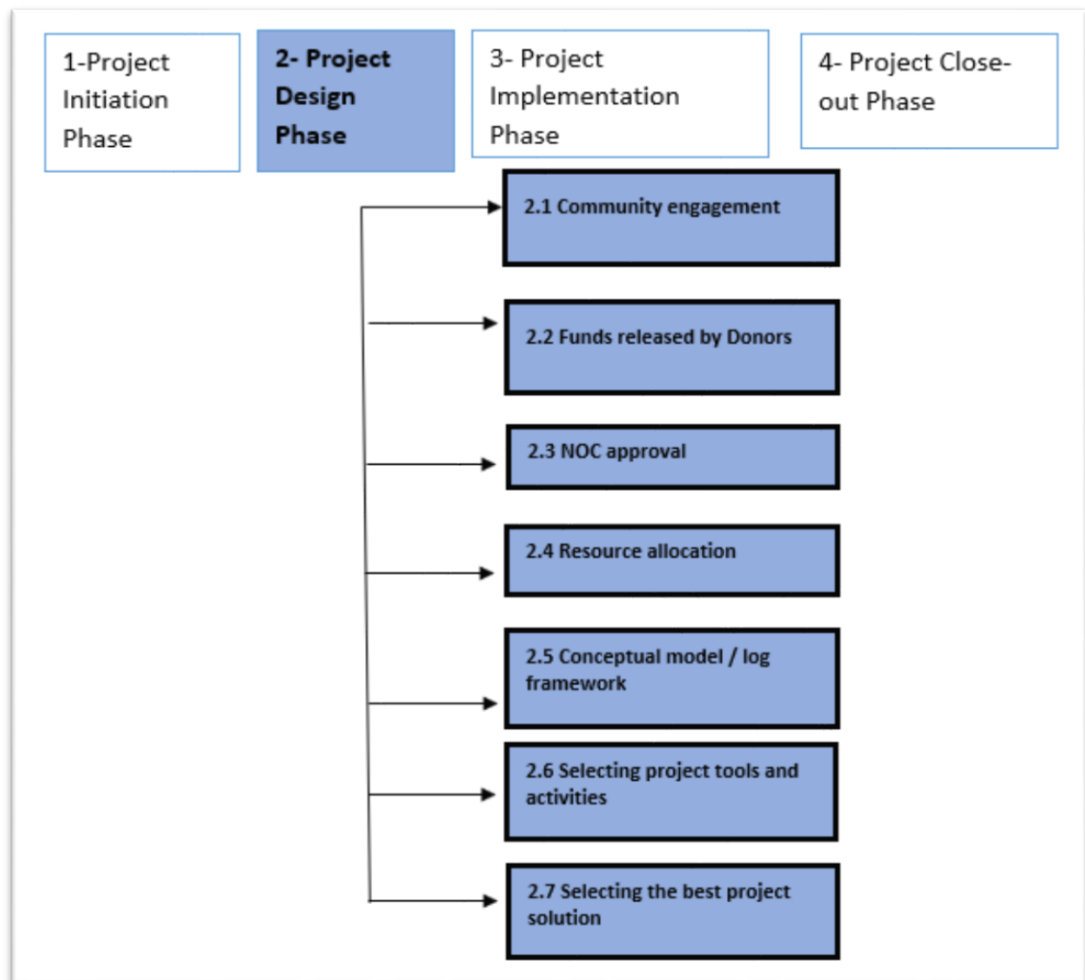 1-Project
Initiation
Phase
2- Project
Design
Phase
3- Project
Implementation
Phase
4- Project Close-
out Phase
2.1 Community engagement
2.2 Funds released by Donors
2.3 NOC approval
2.4 Resource allocation
2.5 Conceptual model / log
framework
2.6 Selecting project tools and
activities
2.7 Selecting the best project
solution